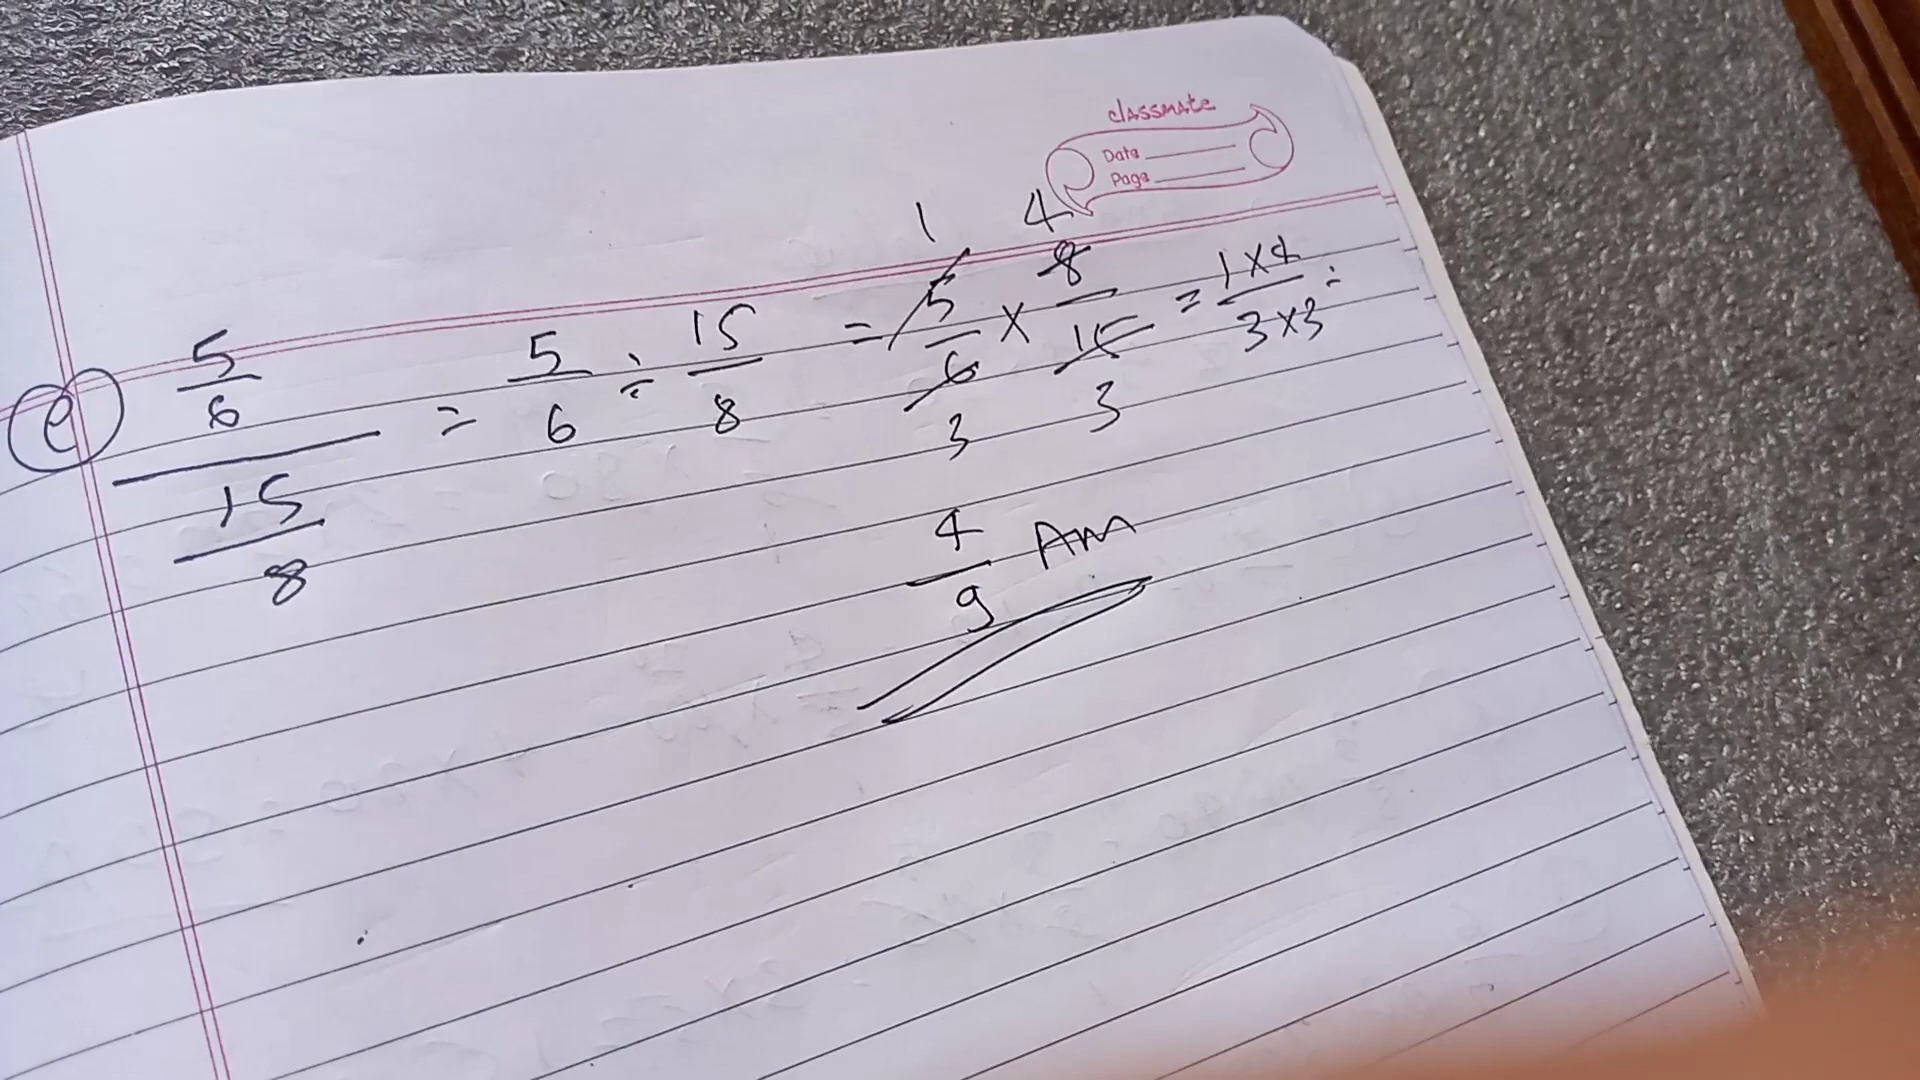 classmate
Date
Page
(e) 5/6 / 15/8 = 5/6 ÷ 15/8 = 5/6 × 8/15 = 1×4 / 3×3 =
1 4
3 3
4/9 Ans